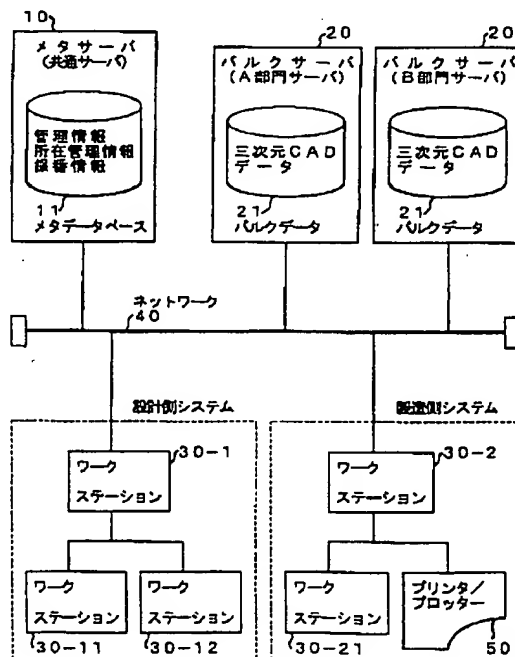 10
メタサーバ
(共通サーバ)
管理情報
所在管理情報
採番情報
11
メタデータベース
20
バルクサーバ
(A部門サーバ)
三次元CAD
データ
21
バルクデータ
20
バルクサーバ
(B部門サーバ)
三次元CAD
データ
21
バルクデータ
ネットワーク
40
設計側システム
30-1
ワーク
ステーション
ワーク
ステーション
30-11
ワーク
ステーション
30-12
製造側システム
30-2
ワーク
ステーション
ワーク
ステーション
30-21
プリンタ/
プロッター
50